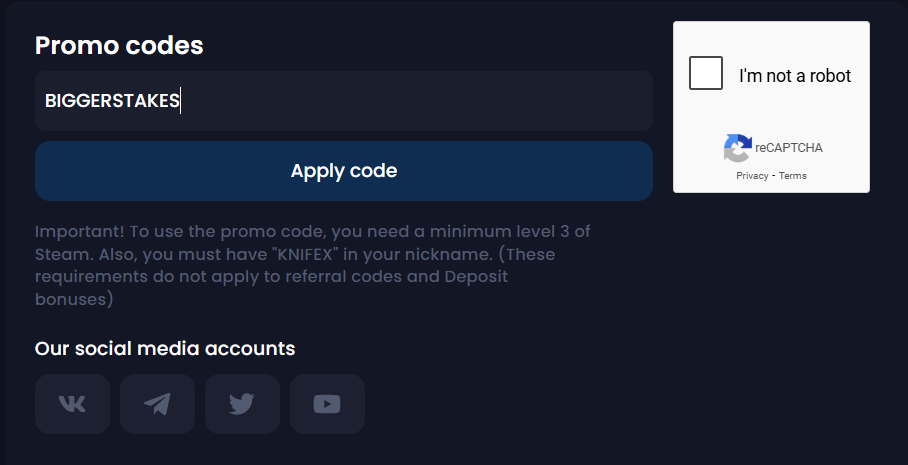 Promo codes
BIGGERSTAKES
Apply code
Important! To use the promo code, you need a minimum level 3 of
Steam. Also, you must have "KNIFEX" in your nickname. (These
requirements do not apply to referral codes and Deposit
bonuses)
Our social media accounts
I'm not a robot
reCAPTCHA
Privacy - Terms